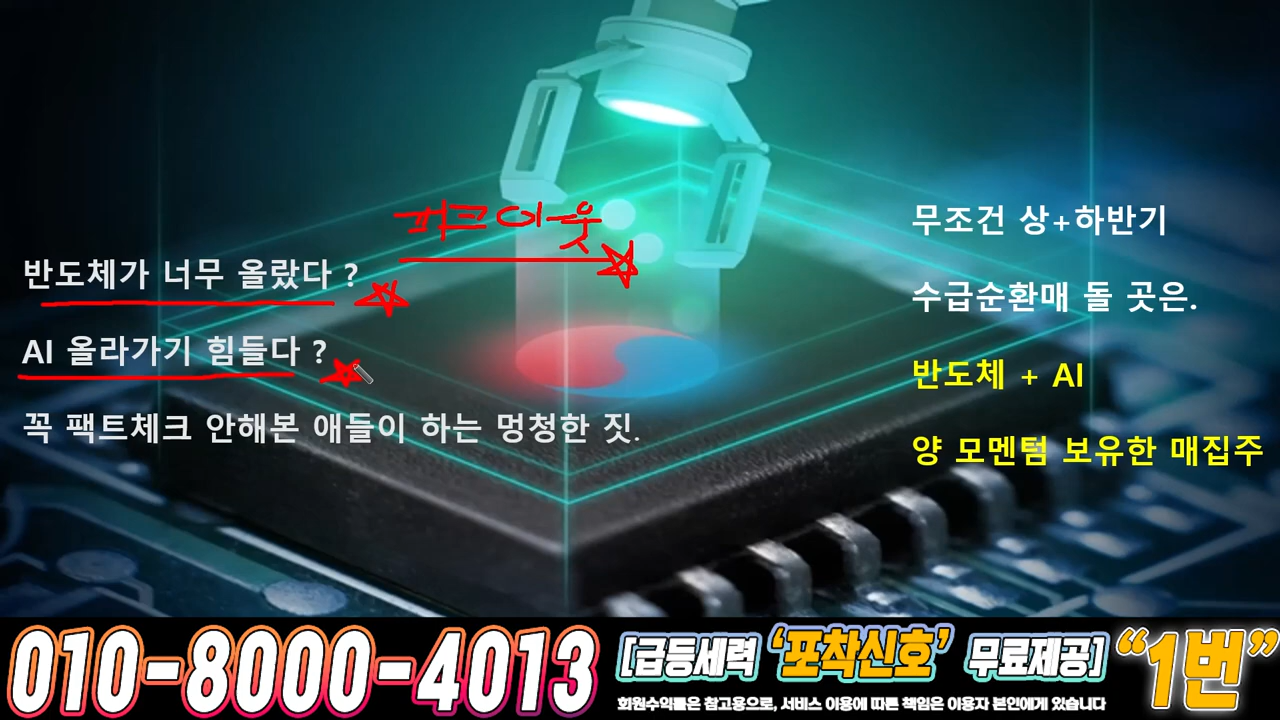 반도체가 너무 올랐다 ?
AI 올라가기 힘들다 ?
꼭 팩트체크 안해본 애들이 하는 멍청한 짓.
무조건 상+하반기
수급순환매 돌 곳은.
반도체 + AI
양 모멘텀 보유한 매집주
010-8000-4013
[급등세력 '포착신호' 무료제공] "1번"
회원수익률은 참고용으로, 서비스 이용에 따른 책임은 이용자 본인에게 있습니다